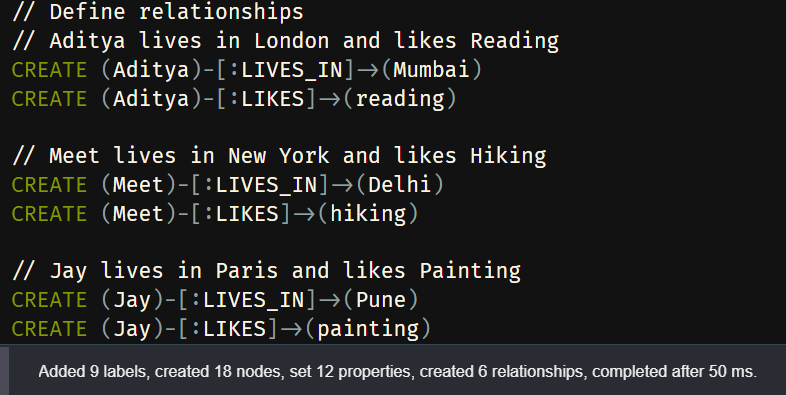 // Define relationships
// Aditya lives in London and likes Reading
CREATE (Aditya)-[:LIVES_IN]->(Mumbai)
CREATE (Aditya)-[:LIKES]->(reading)
// Meet lives in New York and likes Hiking
CREATE (Meet)-[:LIVES_IN]->(Delhi)
CREATE (Meet)-[:LIKES]->(hiking)
// Jay lives in Paris and likes Painting
CREATE (Jay)-[:LIVES_IN]->(Pune)
CREATE (Jay)-[:LIKES]->(painting)
Added 9 labels, created 18 nodes, set 12 properties, created 6 relationships, completed after 50 ms.